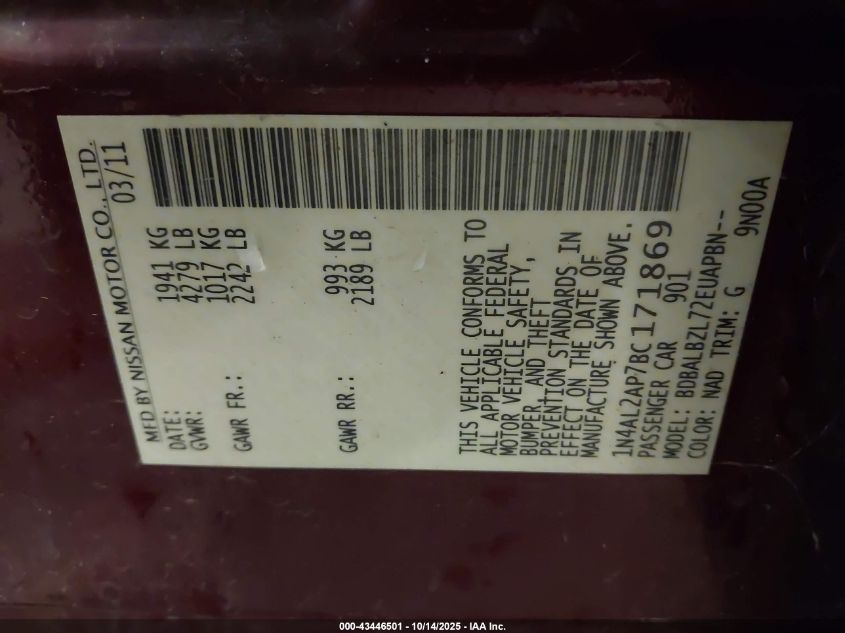 MFD BY NISSAN MOTOR CO., LTD.
DATE: 03/11
GVWR: 1941 KG
4279 LB
GAWR FR.: 1017 KG
2242 LB
GAWR RR.: 993 KG
2189 LB
THIS VEHICLE CONFORMS TO
ALL APPLICABLE FEDERAL
MOTOR VEHICLE SAFETY,
BUMPER, AND THEFT
PREVENTION STANDARDS IN
EFFECT ON THE DATE OF
MANUFACTURE SHOWN ABOVE.
1N4AL2AP7BC171869
PASSENGER CAR 901
MODEL: BDBALBZL72EUAPBN--
COLOR: NAD TRIM: G 9N00A
000-43446501 - 10/14/2025 - IAA Inc.